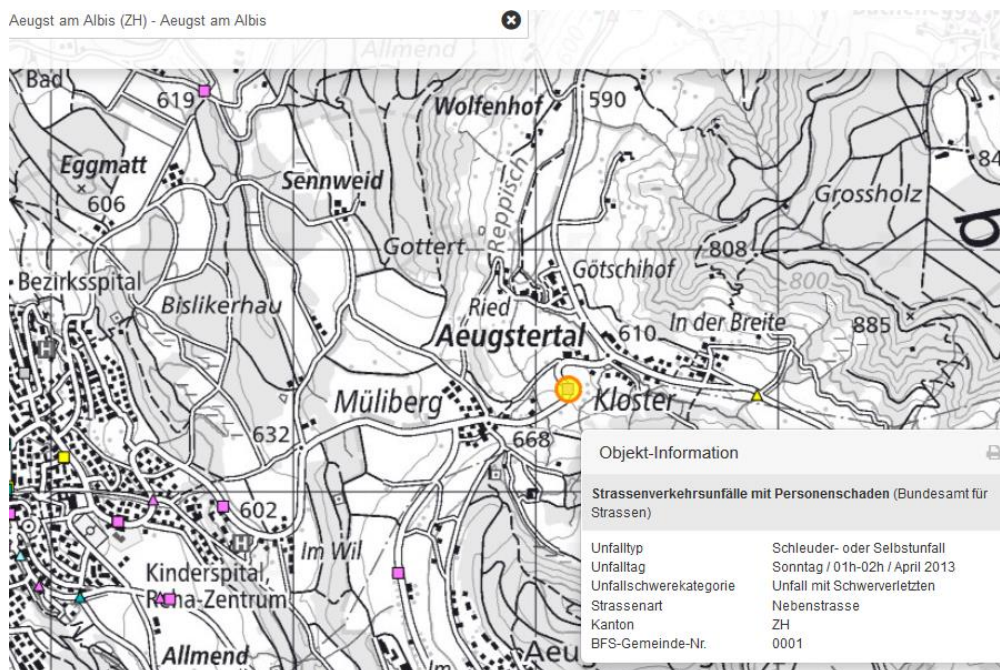 Aeugst am Albis (ZH) - Aeugst am Albis
Allmend
Bad
619
Wolfenhof
590
Eggmatt
Sennweid
Reppisch
84
606
Grossholz
Gottert
808
Bezirksspital
Götschihof
800
Bislikerhau
Ried
Aeugstertal
610
In der Breite
885
Müliberg
Kloster
632
668
602
Im Wil
Kinderspital,
Reha-Zentrum
Allmend
Im
Aeu
Objekt-Information
Strassenverkehrsunfälle mit Personenschaden (Bundesamt für
Strassen)
Unfalltyp Schleuder- oder Selbstunfall
Unfalltag Sonntag / 01h-02h / April 2013
Unfallschwerekategorie Unfall mit Schwerverletzten
Strassenart Nebenstrasse
Kanton ZH
BFS-Gemeinde-Nr. 0001